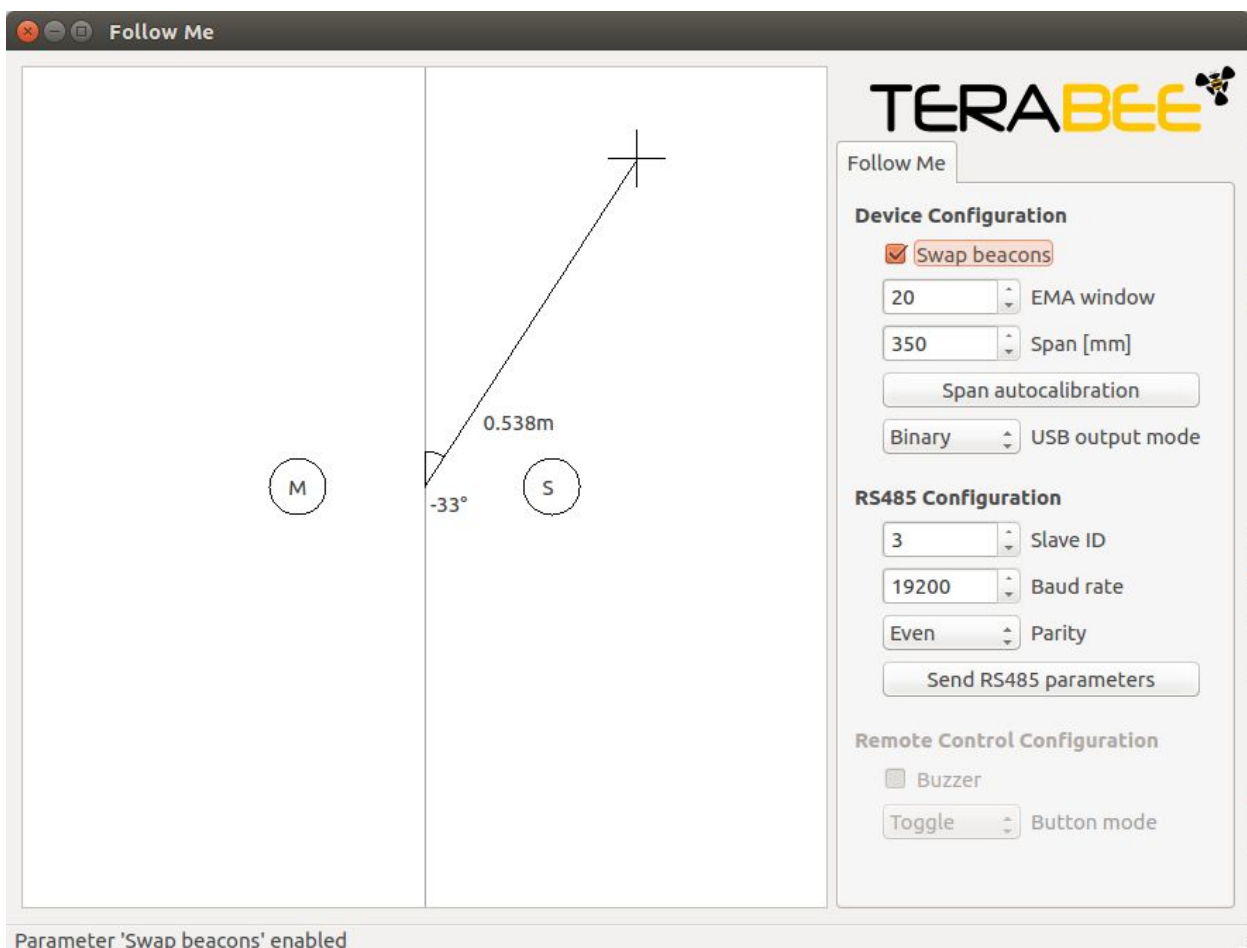 Follow Me
TERABEE
Follow Me
Device Configuration
Swap beacons
20 EMA window
350 Span [mm]
Span autocalibration
Binary USB output mode
0.538m
M
S
-33°
RS485 Configuration
3 Slave ID
19200 Baud rate
Even Parity
Send RS485 parameters
Remote Control Configuration
Buzzer
Toggle Button mode
Parameter 'Swap beacons' enabled